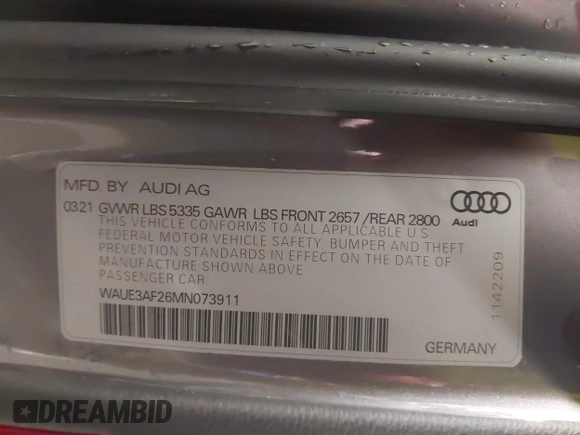 MFD. BY AUDI AG
03 21 GVWR LBS 5335 GAWR LBS FRONT 2657 / REAR 2800
THIS VEHICLE CONFORMS TO ALL APPLICABLE U S
FEDERAL MOTOR VEHICLE SAFETY, BUMPER AND THEFT
PREVENTION STANDARDS IN EFFECT ON THE DATE OF
MANUFACTURE SHOWN ABOVE
PASSENGER CAR
WAUE3AF26MN073911
GERMANY
Audi
1142209
DREAMBID